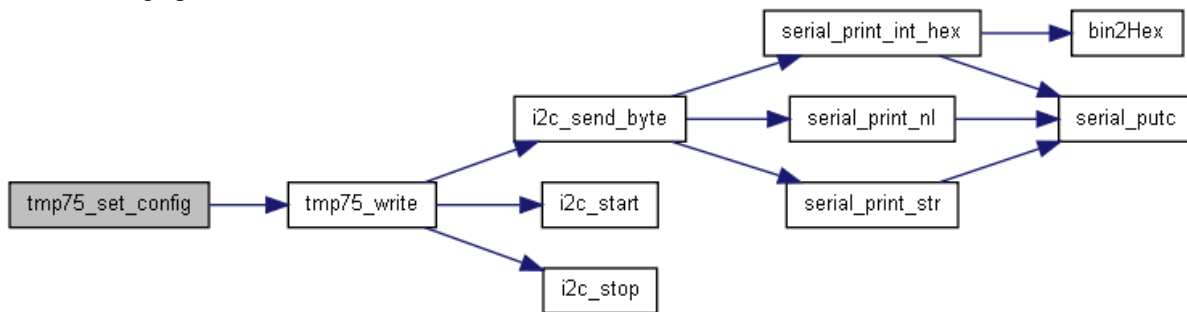 serial_print_int_hex
bin2Hex
i2c_send_byte
serial_print_nl
serial_putc
tmp75_set_config
tmp75_write
i2c_start
serial_print_str
i2c_stop